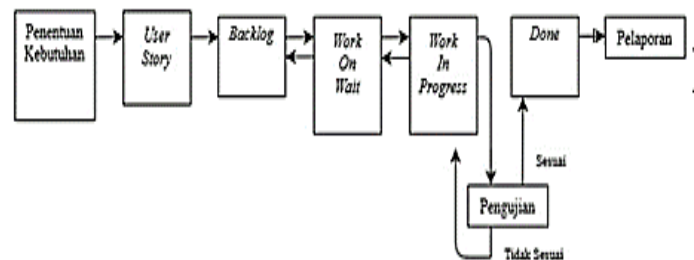 Penentuan
Kebutuhan
User
Story
Backlog
Work
On
Wait
Work
In
Progress
Done
Pelaporan
Sesuai
Pengujian
Tidak Sesuai